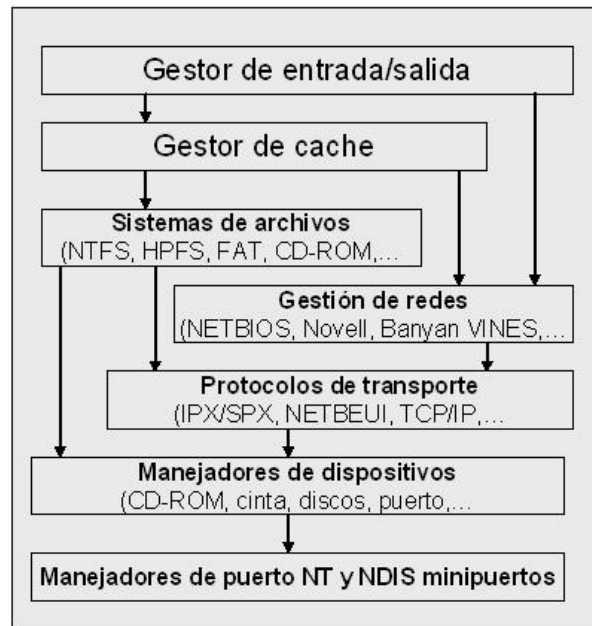 Gestor de entrada/salida
Gestor de cache
Sistemas de archivos
(NTFS, HPFS, FAT, CD-ROM,...
Gestión de redes
(NETBIOS, Novell, Banyan VINES,...
Protocolos de transporte
(IPX/SPX, NETBEUI, TCP/IP,...
Manejadores de dispositivos
(CD-ROM, cinta, discos, puerto,...
Manejadores de puerto NT y NDIS minipuertos